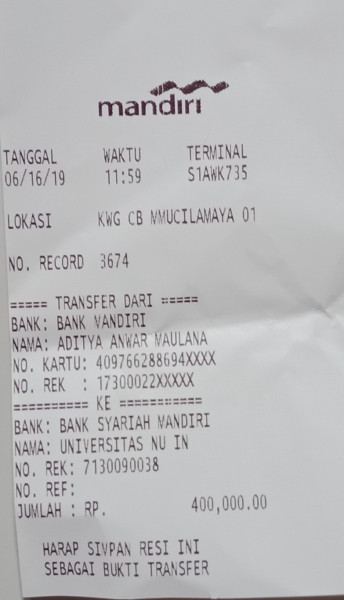 mandiri
TANGGAL WAKTU TERMINAL
06/16/19 11:59 S1AWK735
LOKASI KWG CB MMUCILAMAYA 01
NO. RECORD 3674
===== TRANSFER DARI =====
BANK: BANK MANDIRI
NAMA: ADITYA ANWAR MAULANA
NO. KARTU: 409766288694XXXX
NO. REK : 17300022XXXXX
========== KE ===========
BANK: BANK SYARIAH MANDIRI
NAMA: UNIVERSITAS NU IN
NO. REK: 7130090038
NO. REF:
JUMLAH : RP. 400,000.00
HARAP SIMPAN RESI INI
SEBAGAI BUKTI TRANSFER